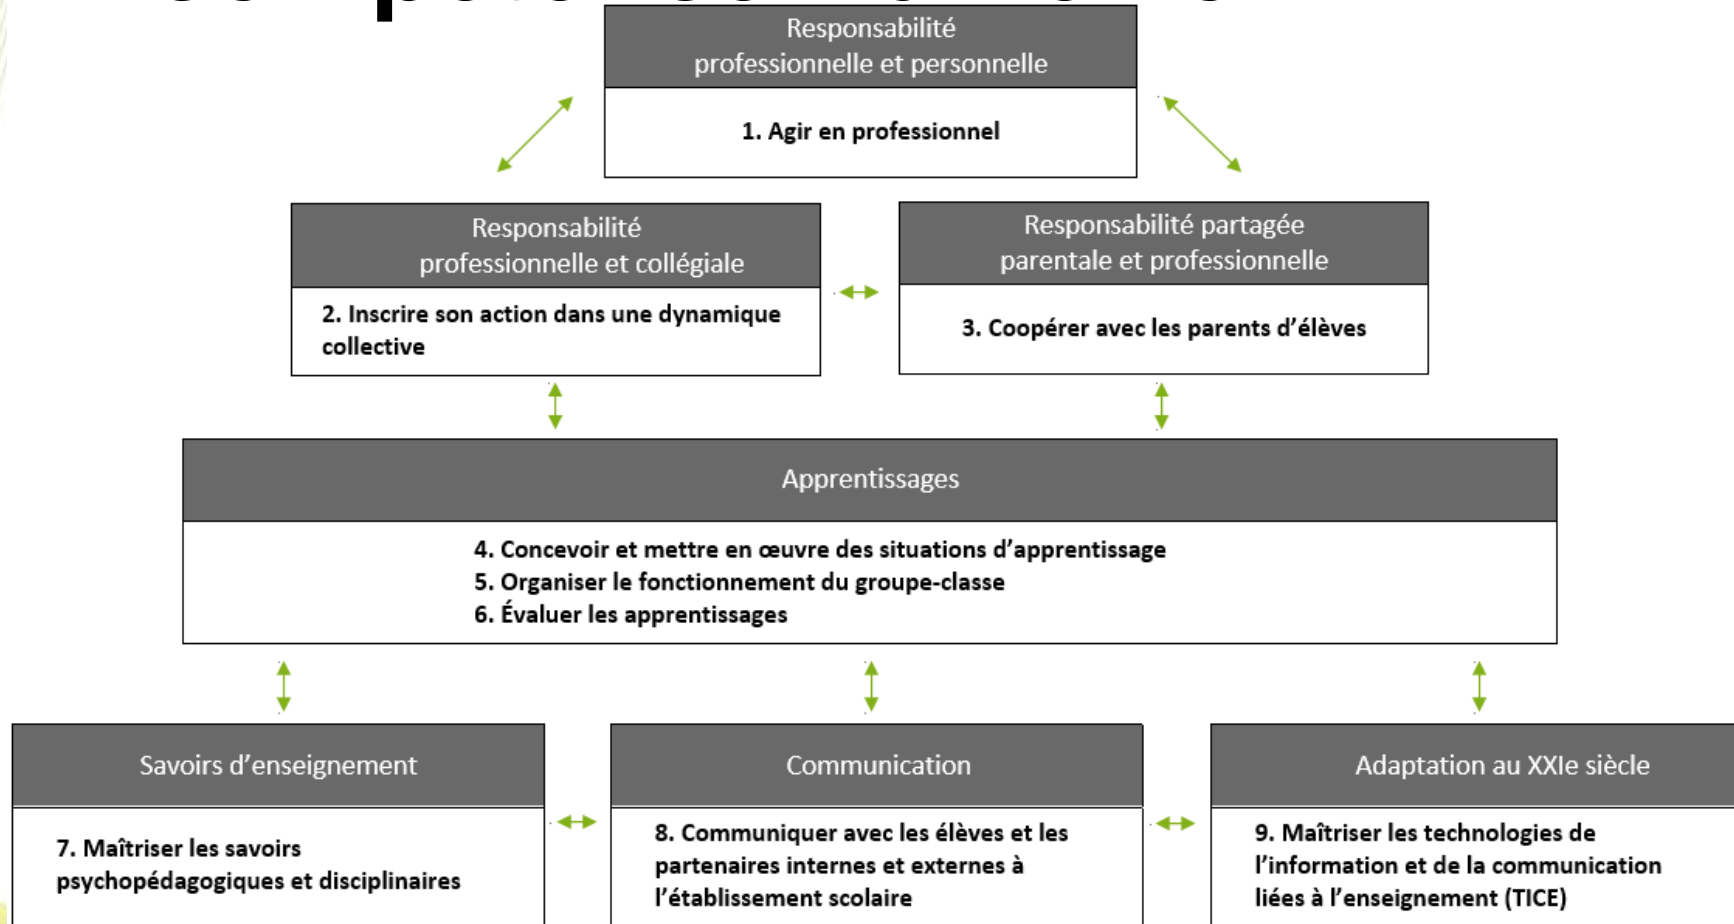 Responsabilité
professionnelle et personnelle
1. Agir en professionnel
Responsabilité
professionnelle et collégiale
2. Inscrire son action dans une dynamique
collective
Responsabilité partagée
parentale et professionnelle
3. Coopérer avec les parents d’élèves
Apprentissages
4. Concevoir et mettre en œuvre des situations d’apprentissage
5. Organiser le fonctionnement du groupe-classe
6. Évaluer les apprentissages
Savoirs d’enseignement
7. Maîtriser les savoirs
psychopédagogiques et disciplinaires
Communication
8. Communiquer avec les élèves et les
partenaires internes et externes à
l’établissement scolaire
Adaptation au XXIe siècle
9. Maîtriser les technologies de
l’information et de la communication
liées à l’enseignement (TICE)